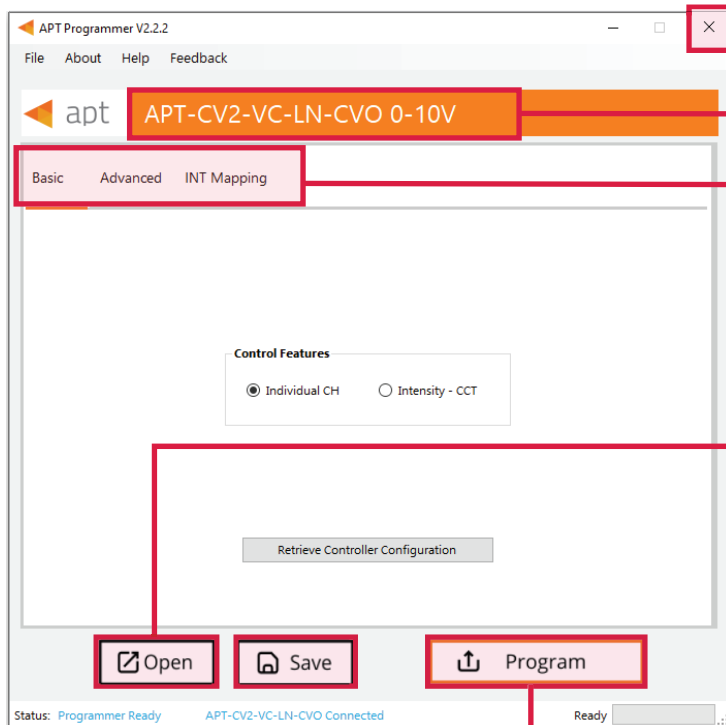 APT Programmer V2.2.2
File About Help Feedback
apt APT-CV2-VC-LN-CVO 0-10V
Basic Advanced INT Mapping
Control Features
Individual CH Intensity - CCT
Retrieve Controller Configuration
Open Save Program
Status: Programmer Ready APT-CV2-VC-LN-CVO Connected Ready